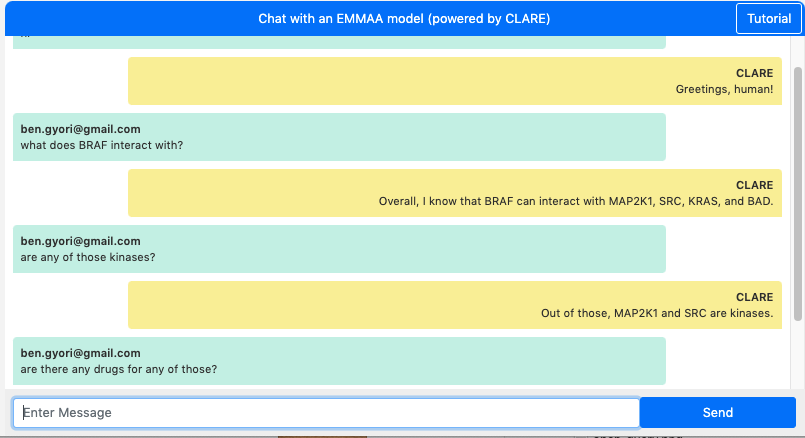 Chat with an EMMAA model (powered by CLARE)
Tutorial
CLARE
Greetings, human!
ben.gyori@gmail.com
what does BRAF interact with?
CLARE
Overall, I know that BRAF can interact with MAP2K1, SRC, KRAS, and BAD.
ben.gyori@gmail.com
are any of those kinases?
CLARE
Out of those, MAP2K1 and SRC are kinases.
ben.gyori@gmail.com
are there any drugs for any of those?
Enter Message
Send